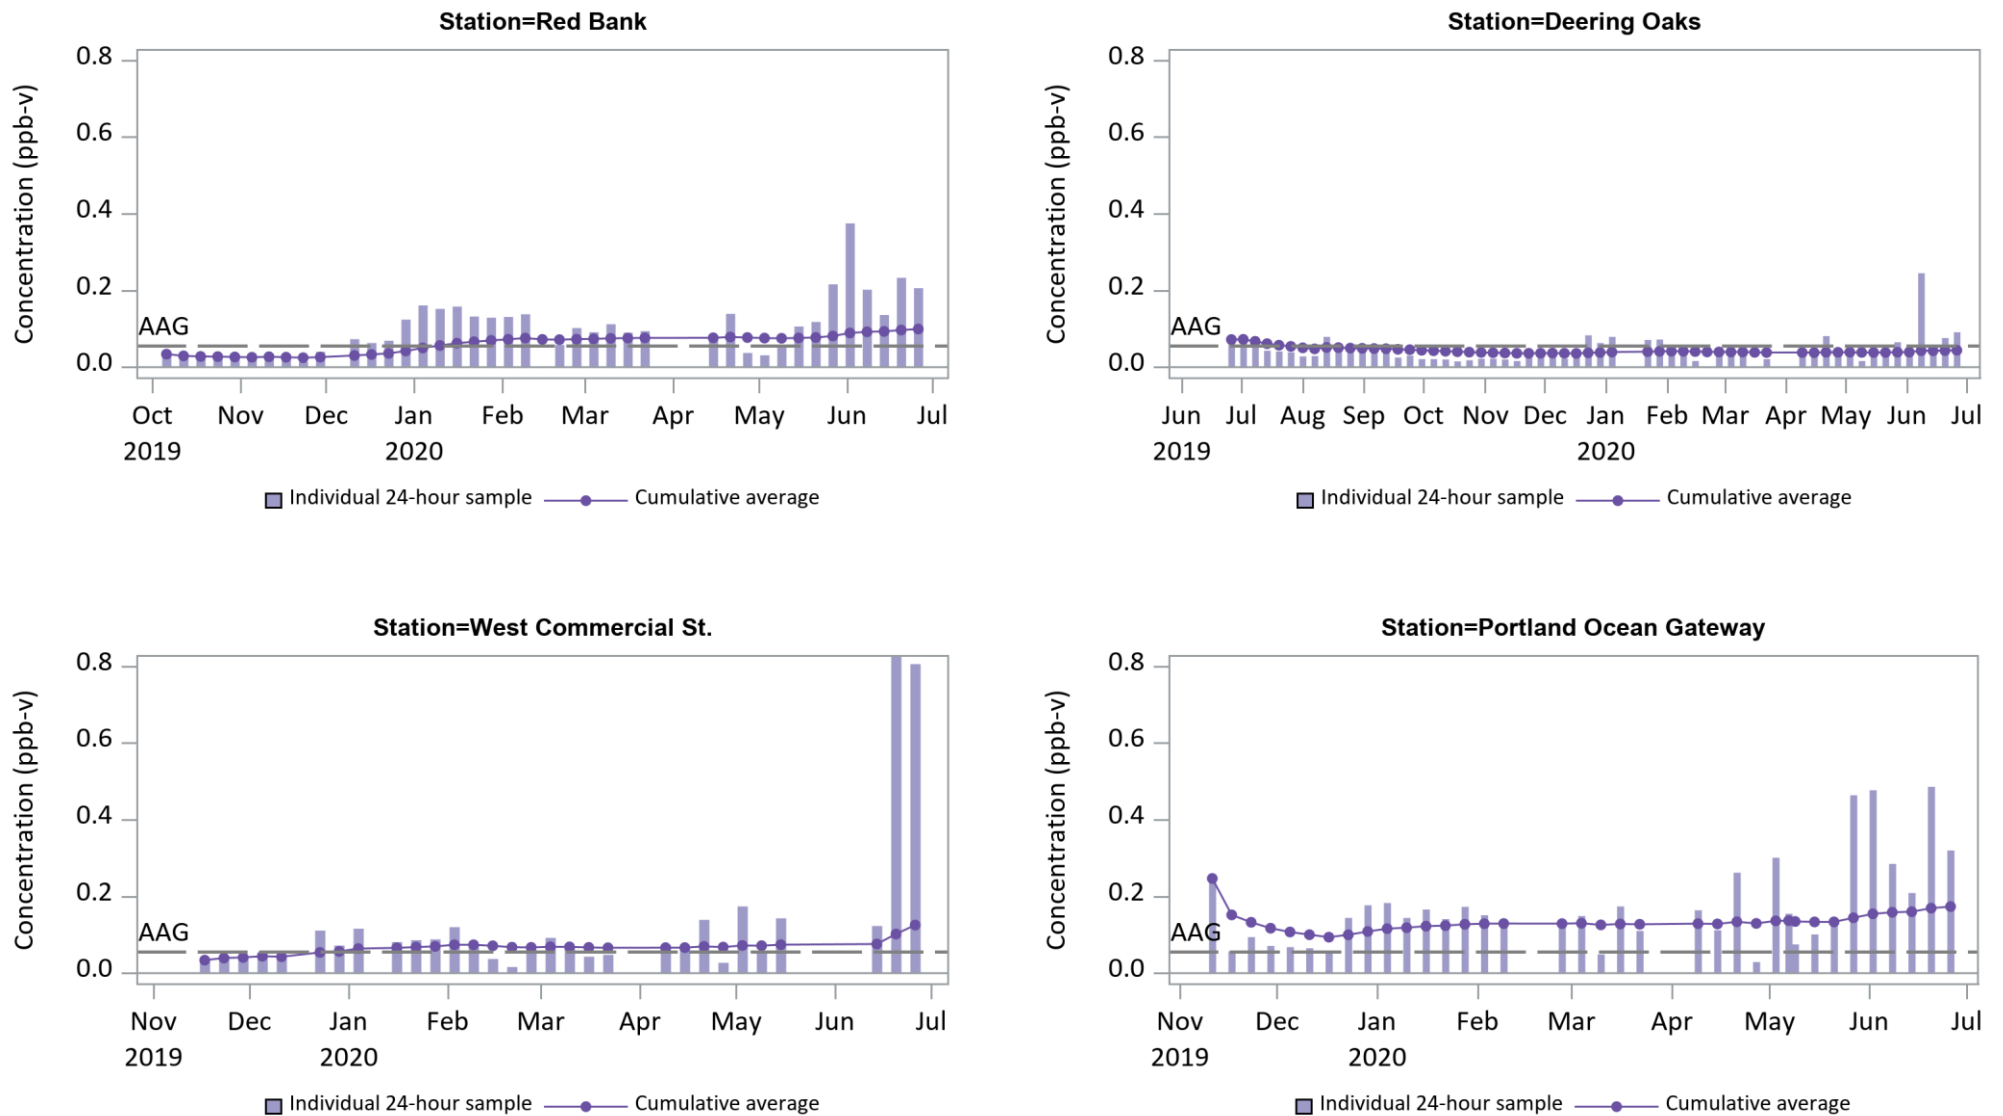 Station=Red Bank
Concentration (ppb-v)
0.8
0.6
0.4
0.2
0.0
AAG
Oct Nov Dec Jan Feb Mar Apr May Jun Jul
2019 2020
Individual 24-hour sample Cumulative average
Station=Deering Oaks
Concentration (ppb-v)
0.8
0.6
0.4
0.2
0.0
AAG
Jun Jul Aug Sep Oct Nov Dec Jan Feb Mar Apr May Jun Jul
2019 2020
Individual 24-hour sample Cumulative average
Station=West Commercial St.
Concentration (ppb-v)
0.8
0.6
0.4
0.2
0.0
AAG
Nov Dec Jan Feb Mar Apr May Jun Jul
2019 2020
Individual 24-hour sample Cumulative average
Station=Portland Ocean Gateway
Concentration (ppb-v)
0.8
0.6
0.4
0.2
0.0
AAG
Nov Dec Jan Feb Mar Apr May Jun Jul
2019 2020
Individual 24-hour sample Cumulative average